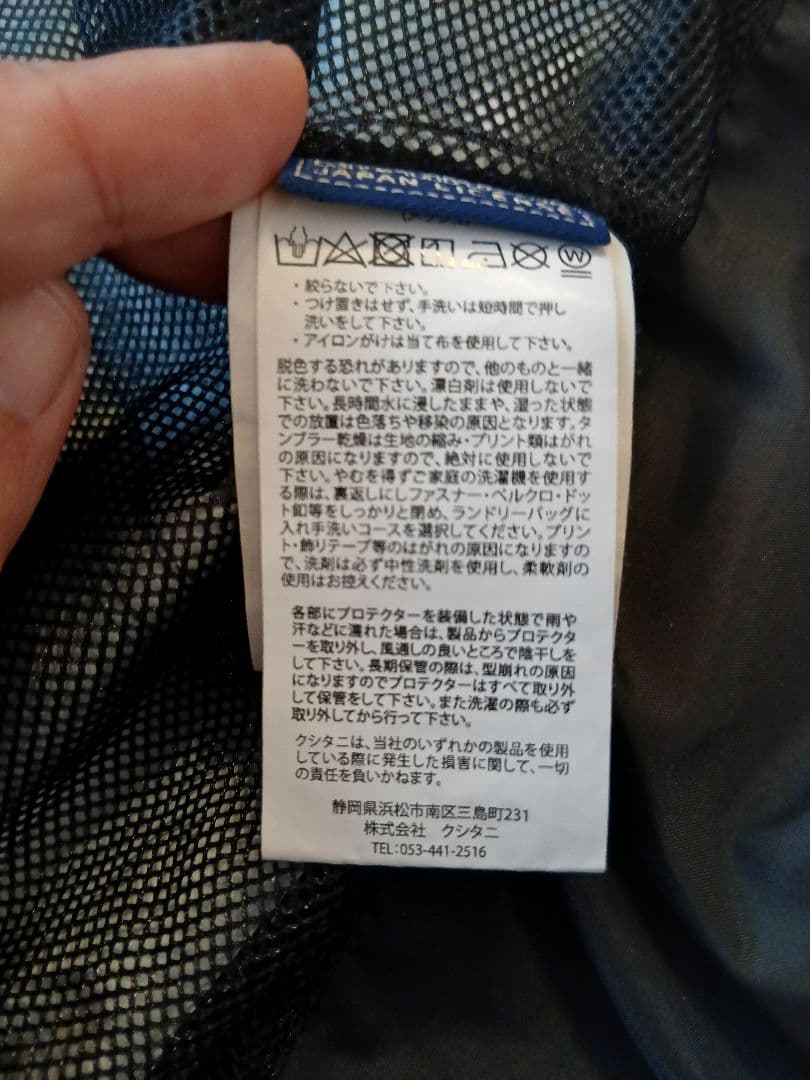 JAPAN LICENSE
W
・絞らないで下さい。
・つけ置きはせず、手洗いは短時間で押し
洗いをして下さい。
・アイロンがけは当て布を使用して下さい。
脱色する恐れがありますので、他のものと一緒
に洗わないで下さい。漂白剤は使用しないで
下さい。長時間水に浸したままや、湿った状態
での放置は色落ちや移染の原因となります。タ
ンブラー乾燥は生地の縮み・プリント類はがれ
の原因になりますので、絶対に使用しないで
下さい。やむを得ずご家庭の洗濯機を使用す
る際は、裏返しにしファスナー・ベルクロ・ドッ
ト釦等をしっかりと閉め、ランドリーバッグに
入れ手洗いコースを選択してください。プリン
ト・飾りテープ等のはがれの原因になりますの
で、洗剤は必ず中性洗剤を使用し、柔軟剤の
使用はお控えください。
各部にプロテクターを装備した状態で雨や
汗などに濡れた場合は、製品からプロテクタ
ーを取り外し、風通しの良いところで陰干しを
して下さい。長期保管の際は、型崩れの原因
になりますのでプロテクターはすべて取り外
して保管をして下さい。また洗濯の際も必ず
取り外してから行って下さい。
クシタニは、当社のいずれかの製品を使用
している際に発生した損害に関して、一切
の責任を負いかねます。
静岡県浜松市南区三島町231
株式会社 クシタニ
TEL:053-441-2516